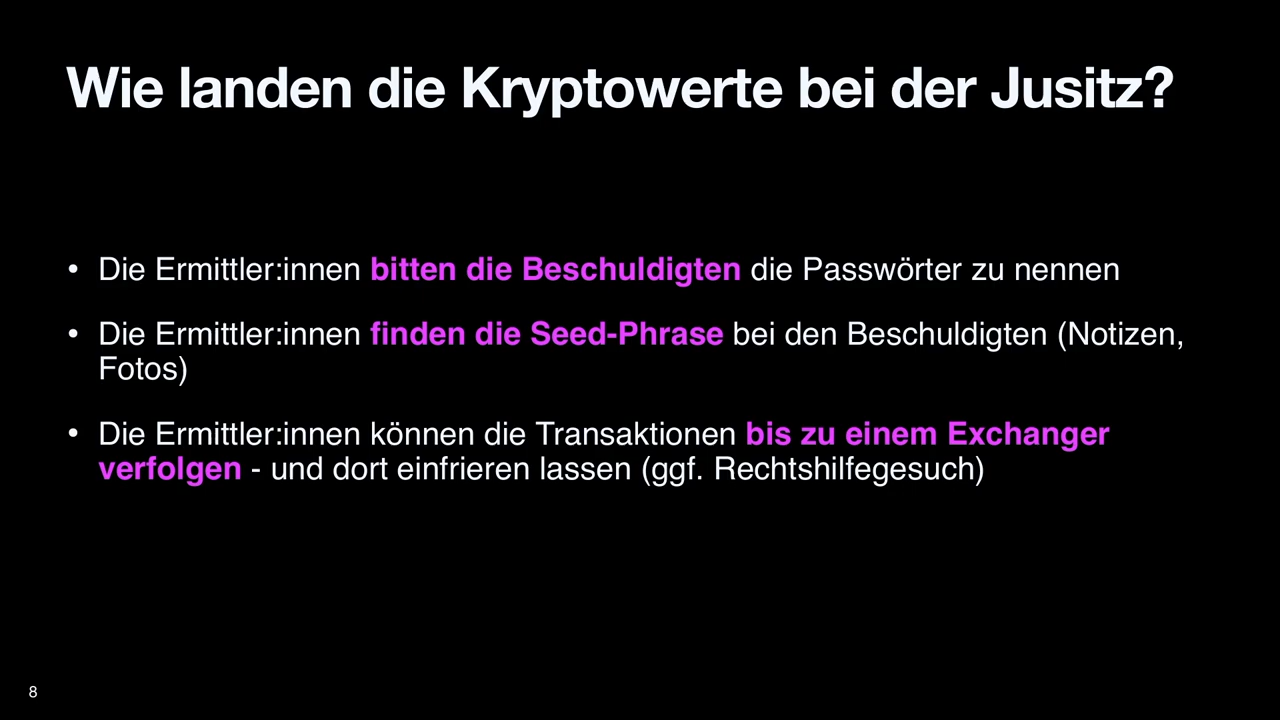 Wie landen die Kryptowerte bei der Jusitz?
• Die Ermittler:innen bitten die Beschuldigten die Passwörter zu nennen
• Die Ermittler:innen finden die Seed-Phrase bei den Beschuldigten (Notizen,
Fotos)
• Die Ermittler:innen können die Transaktionen bis zu einem Exchanger
verfolgen - und dort einfrieren lassen (ggf. Rechtshilfegesuch)
8